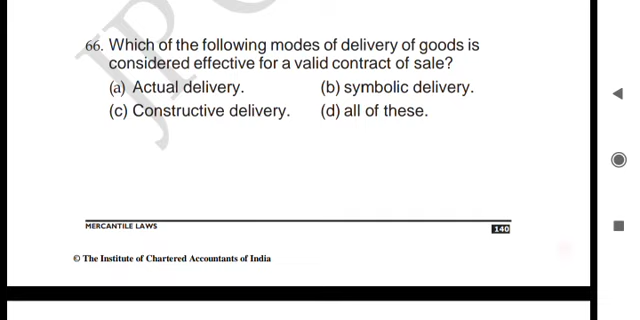 66. Which of the following modes of delivery of goods is
considered effective for a valid contract of sale?
(a) Actual delivery. (b) symbolic delivery.
(c) Constructive delivery. (d) all of these.
MERCANTILE LAWS 140
© The Institute of Chartered Accountants of India